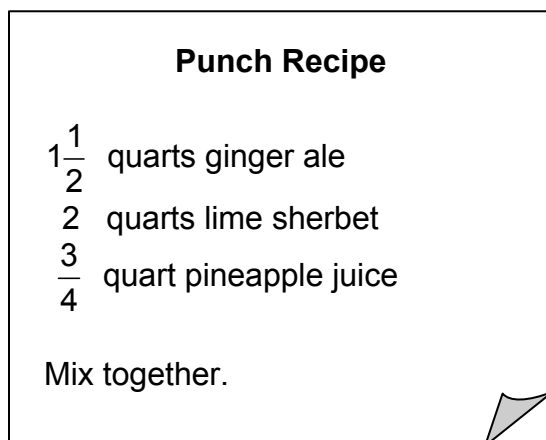 Punch Recipe
1 1/2 quarts ginger ale
2 quarts lime sherbet
3/4 quart pineapple juice
Mix together.